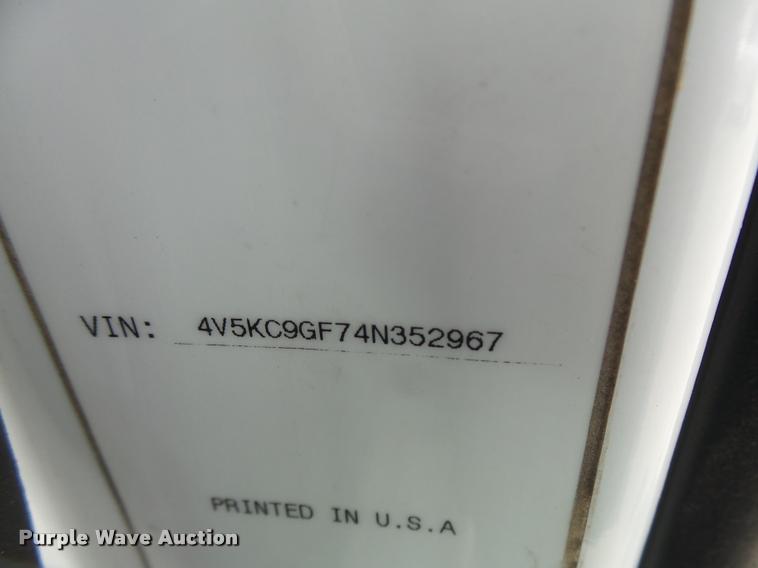 VIN: 4V5KC9GF74N352967
PRINTED IN U.S.A
Purple Wave Auction®